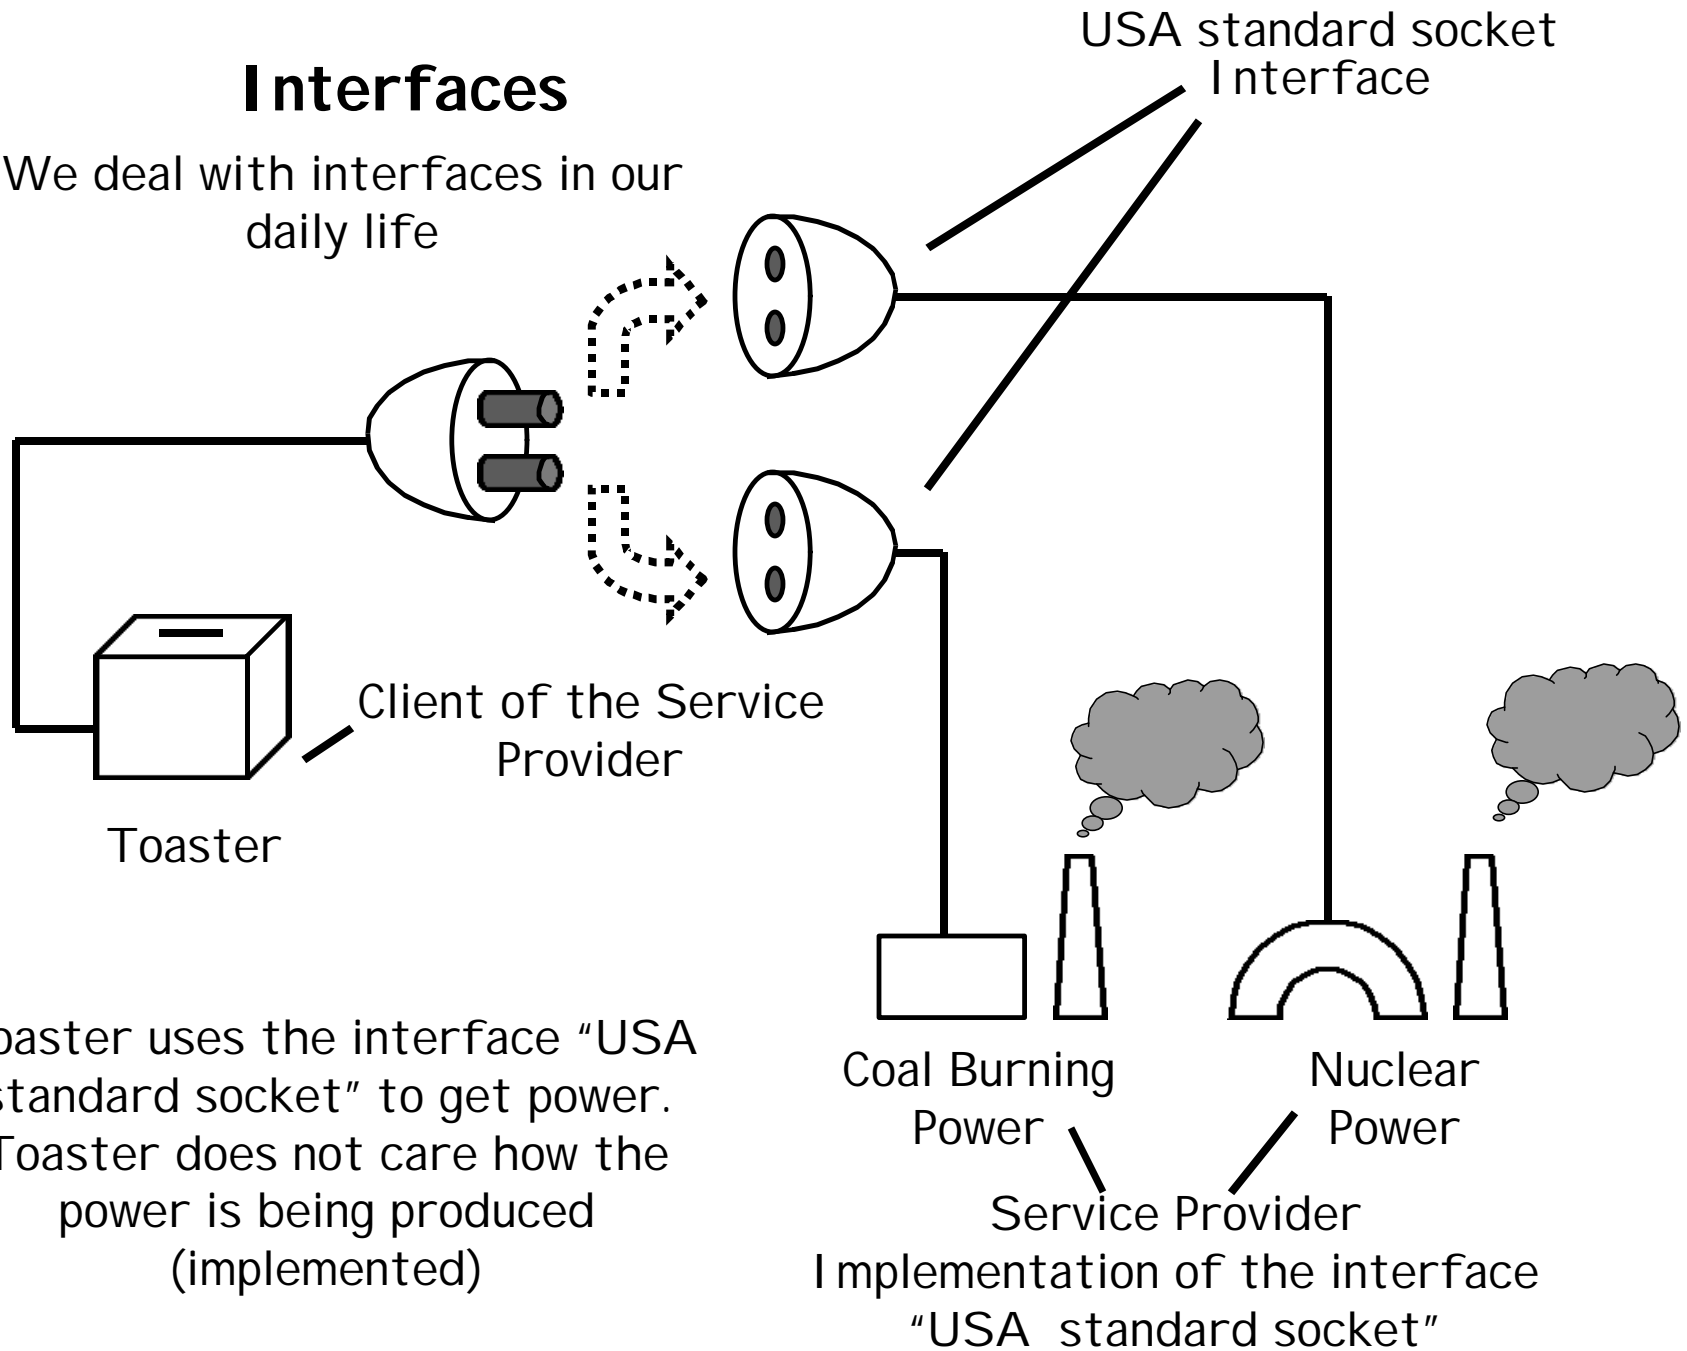 Interfaces
We deal with interfaces in our
daily life
USA standard socket
Interface
Client of the Service
Provider
Toaster
oaster uses the interface “USA
standard socket” to get power.
Toaster does not care how the
power is being produced
(implemented)
Coal Burning
Power
Nuclear
Power
Service Provider
Implementation of the interface
“USA standard socket”